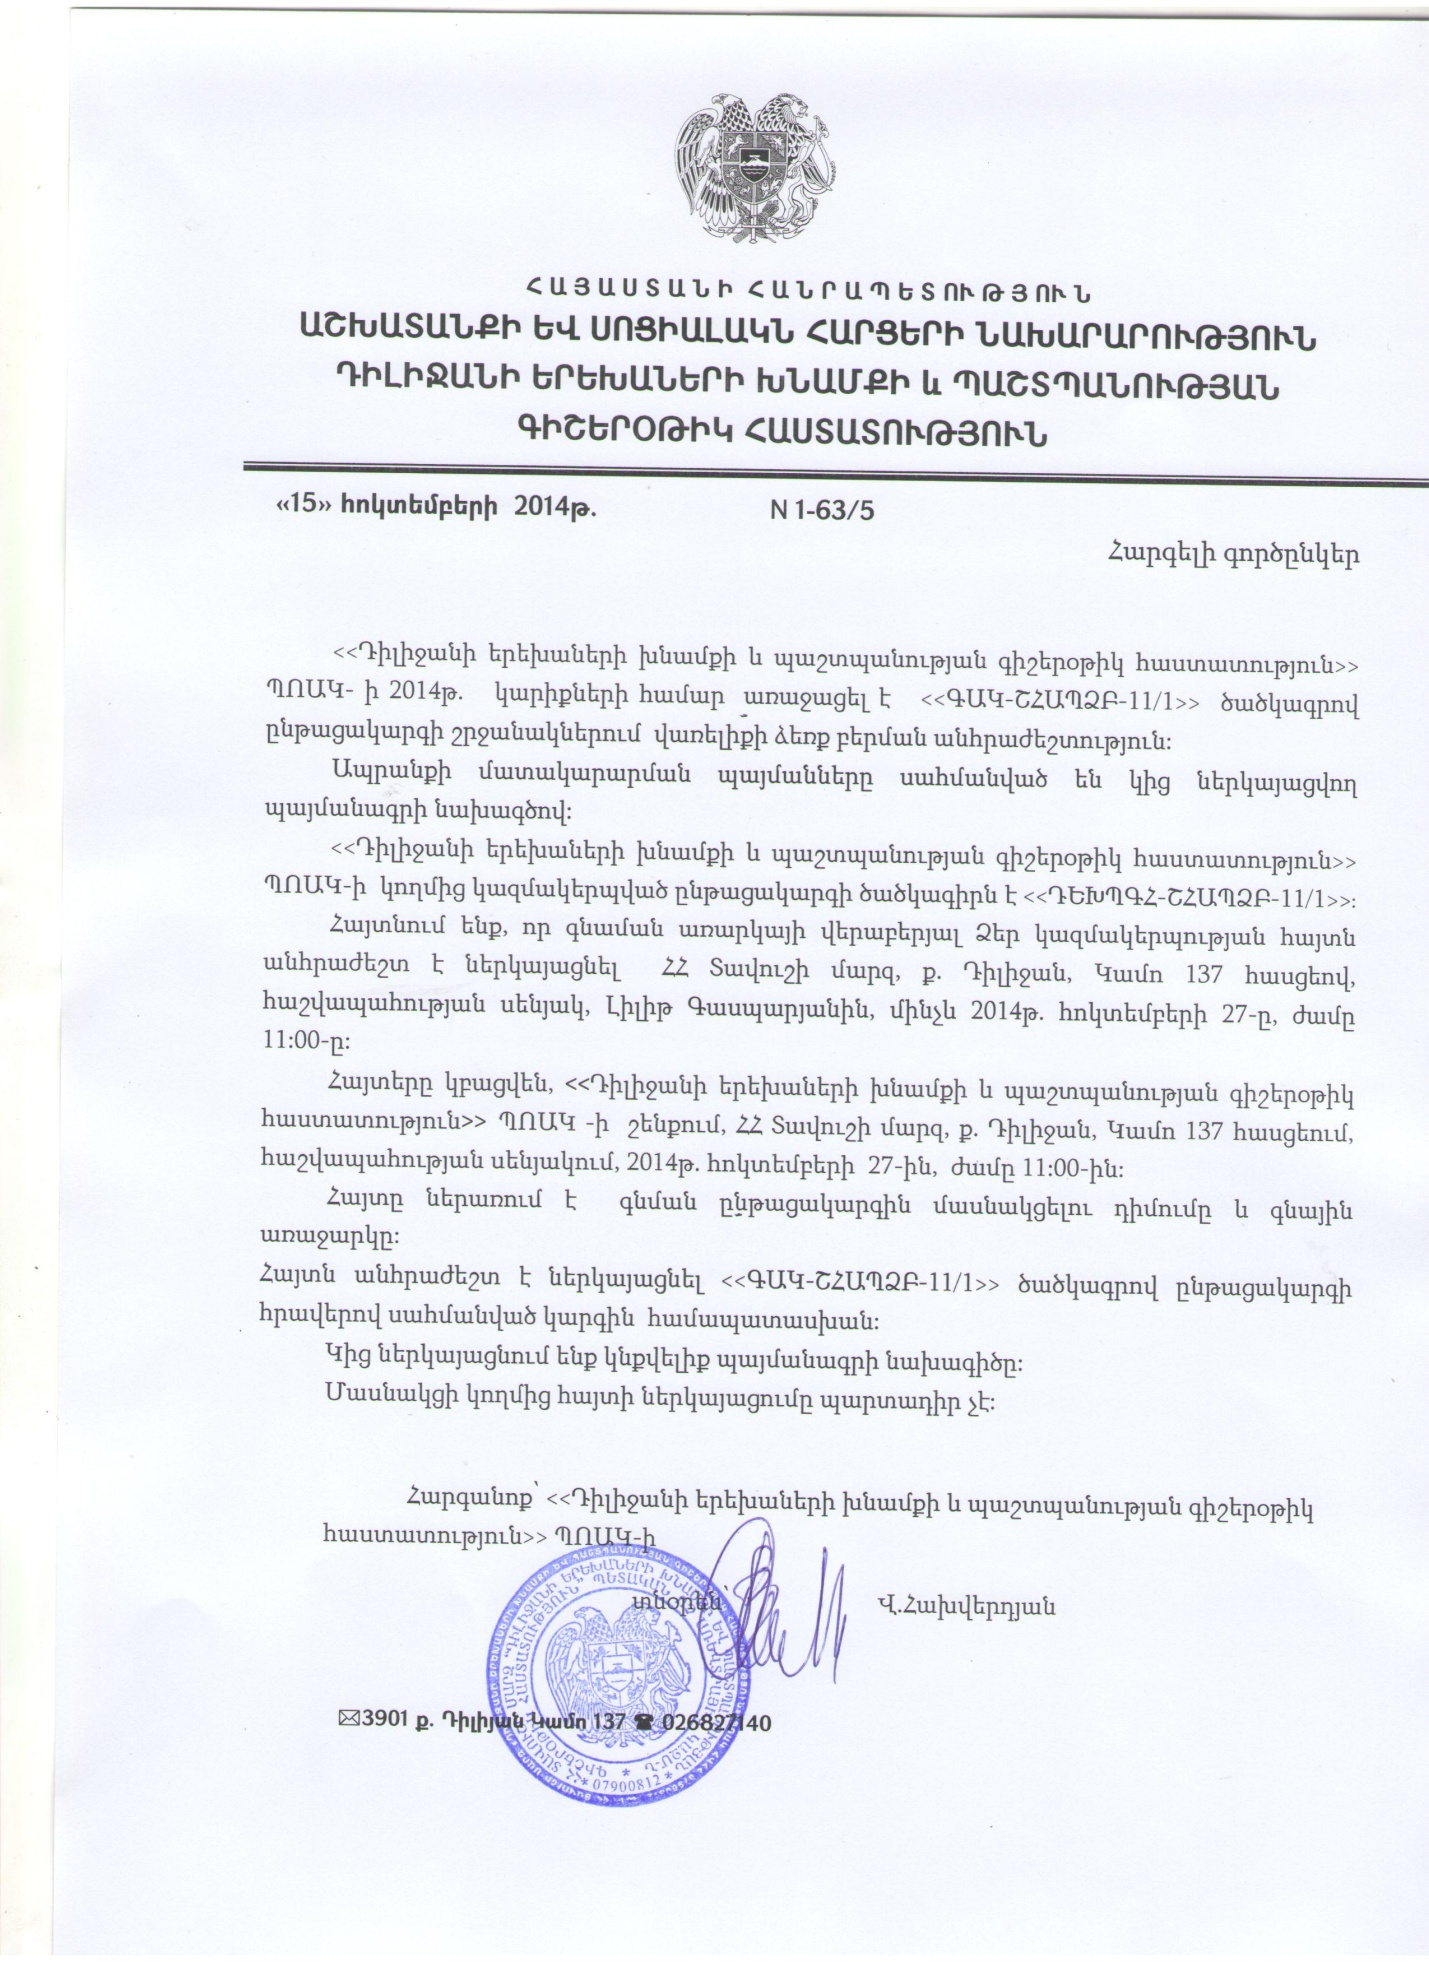 ՀԱՅԱՍՏԱՆԻ ՀԱՆՐԱՊԵՏՈՒԹՅՈՒՆ
ԱՇԽԱՏԱՆՔԻ ԵՎ ՍՈՑԻԱԼԱԿՆ ՀԱՐՑԵՐԻ ՆԱԽԱՐԱՐՈՒԹՅՈՒՆ
ԴԻԼԻՋԱՆԻ ԵՐԵԽԱՆԵՐԻ ԽՆԱՄՔԻ և ՊԱՇՏՊԱՆՈՒԹՅԱՆ
ԳԻՇԵՐՕԹԻԿ ՀԱՍՏԱՏՈՒԹՅՈՒՆ
«15» հոկտեմբերի 2014թ. N 1-63/5
Հարգելի գործընկեր
<<Դիլիջանի երեխաների խնամքի և պաշտպանության գիշերօթիկ հաստատություն>>
ՊՈԱԿ- ի 2014թ. կարիքների համար առաջացել է <<ԳԱԿ-ՇՀԱՊՁԲ-11/1>> ծածկագրով
ընթացակարգի շրջանակներում վառելիքի ձեռք բերման անհրաժեշտություն:
Ապրանքի մատակարարման պայմանները սահմանված են կից ներկայացվող
պայմանագրի նախագծով:
<<Դիլիջանի երեխաների խնամքի և պաշտպանության գիշերօթիկ հաստատություն>>
ՊՈԱԿ-ի կողմից կազմակերպված ընթացակարգի ծածկագիրն է <<ԴԵԽՊԳՀ-ՇՀԱՊՁԲ-11/1>>:
Հայտնում ենք, որ գնաման առարկայի վերաբերյալ Ձեր կազմակերպության հայտն
անհրաժեշտ է ներկայացնել ՀՀ Տավուշի մարզ, ք. Դիլիջան, Կամո 137 հասցեով,
հաշվապահության սենյակ, Լիլիթ Գասպարյանին, մինչև 2014թ. հոկտեմբերի 27-ը, ժամը
11:00-ը:
Հայտերը կբացվեն, <<Դիլիջանի երեխաների խնամքի և պաշտպանության գիշերօթիկ
հաստատություն>> ՊՈԱԿ -ի շենքում, ՀՀ Տավուշի մարզ, ք. Դիլիջան, Կամո 137 հասցեում,
հաշվապահության սենյակում, 2014թ. հոկտեմբերի 27-ին, ժամը 11:00-ին:
Հայտը ներառում է գնման ընթացակարգին մասնակցելու դիմումը և գնային
առաջարկը:
Հայտն անհրաժեշտ է ներկայացնել <<ԳԱԿ-ՇՀԱՊՁԲ-11/1>> ծածկագրով ընթացակարգի
հրավերով սահմանված կարգին համապատասխան:
Կից ներկայացնում ենք կնքվելիք պայմանագրի նախագիծը:
Մասնակցի կողմից հայտի ներկայացումը պարտադիր չէ:
Հարգանոք՝ <<Դիլիջանի երեխաների խնամքի և պաշտպանության գիշերօթիկ
հաստատություն>> ՊՈԱԿ-ի
տնօրեն՝ Վ.Հախվերդյան
3901 ք. Դիլիյան Կամո 137 026827140
07900812